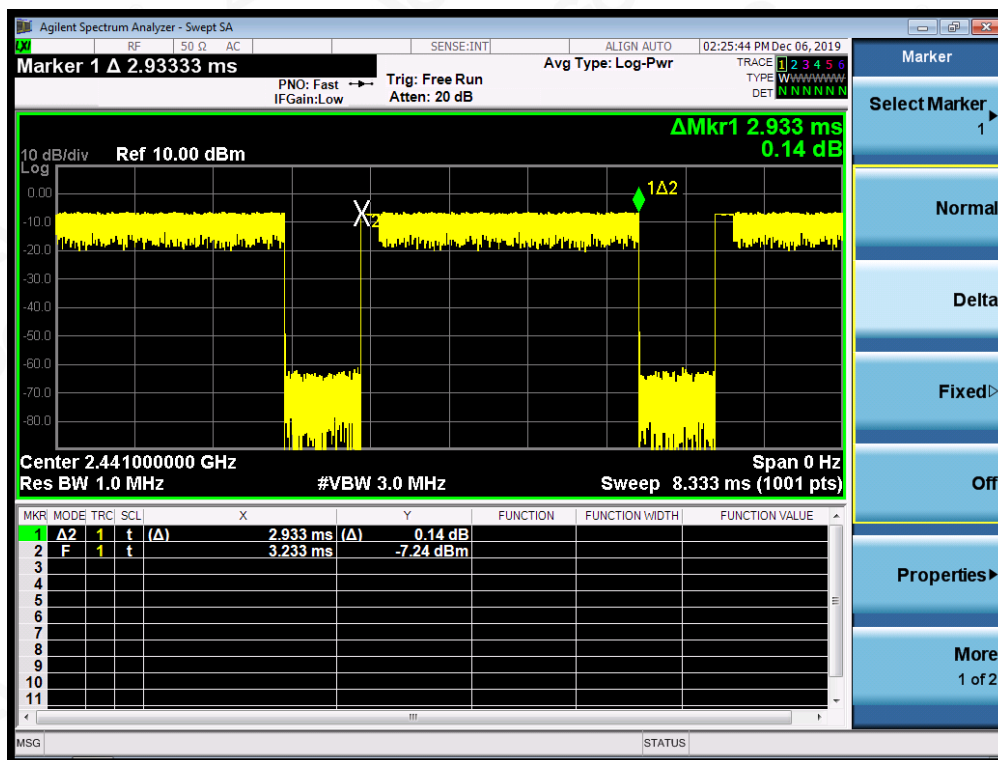 Agilent Spectrum Analyzer - Swept SA
LXI RF 50 Ω AC SENSE:INT ALIGN AUTO 02:25:44 PM Dec 06, 2019
Marker 1 Δ 2.93333 ms
PNO: Fast
IFGain:Low
Trig: Free Run
Atten: 20 dB
Avg Type: Log-Pwr
TRACE 1 2 3 4 5 6
TYPE WWWWWWW
DET N N N N N N
ΔMkr1 2.933 ms
0.14 dB
10 dB/div Ref 10.00 dBm
Log
0.00
-10.0
-20.0
-30.0
-40.0
-50.0
-60.0
-70.0
-80.0
X2
1Δ2
Center 2.441000000 GHz Span 0 Hz
Res BW 1.0 MHz #VBW 3.0 MHz Sweep 8.333 ms (1001 pts)
MKR MODE TRC SCL X Y FUNCTION FUNCTION WIDTH FUNCTION VALUE
1 Δ2 1 t (Δ) 2.933 ms (Δ) 0.14 dB
2 F 1 t 3.233 ms -7.24 dBm
3
4
5
6
7
8
9
10
11
MSG STATUS
Marker
Select Marker
1
Normal
Delta
Fixed
Off
Properties
More
1 of 2